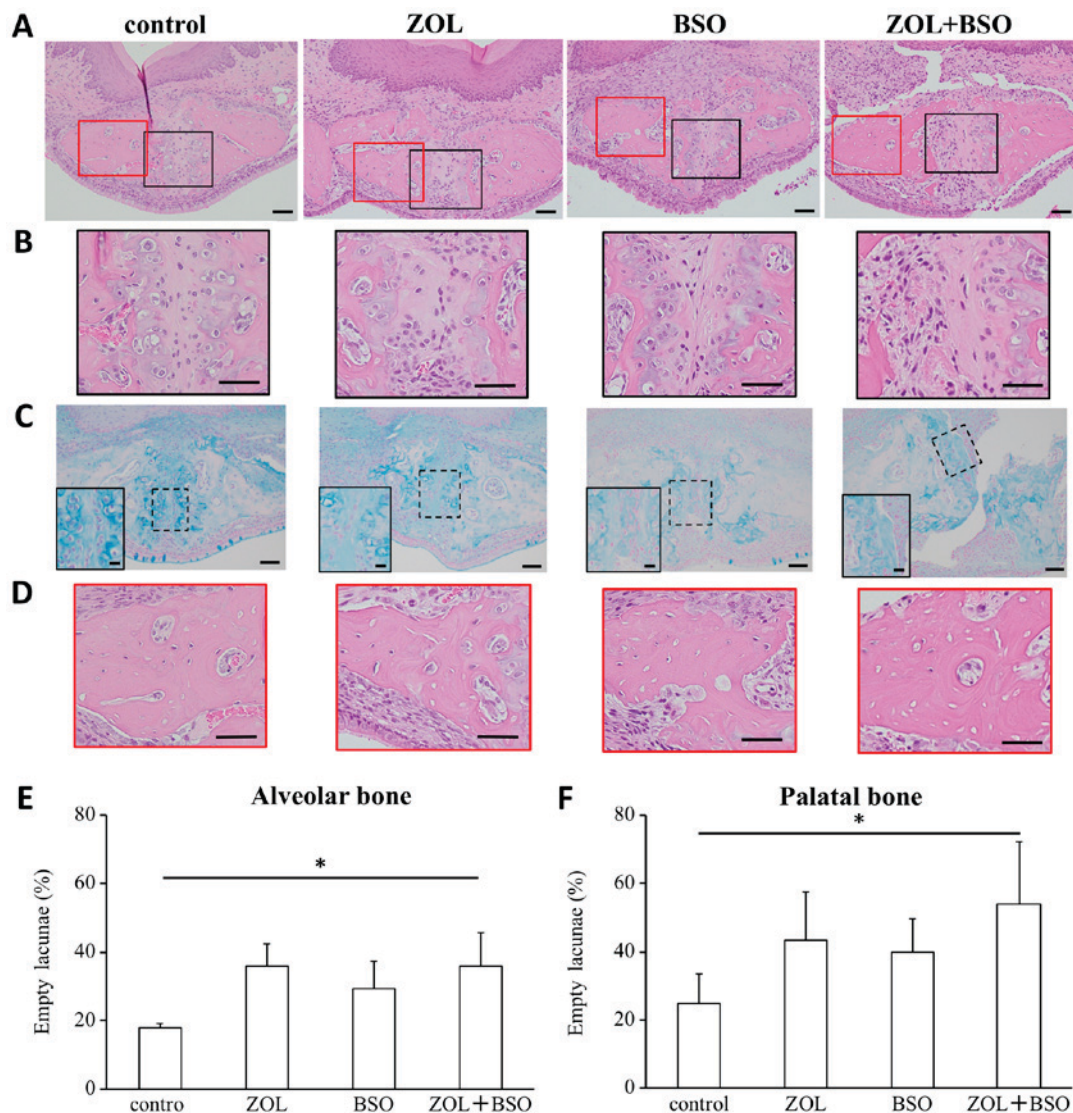 A
control
ZOL
BSO
ZOL+BSO
B
C
D
E
Alveolar bone
80
60
40
20
0
Empty lacunae (%)
*
contro
ZOL
BSO
ZOL+BSO
F
Palatal bone
80
60
40
20
0
Empty lacunae (%)
*
control
ZOL
BSO
ZOL+BSO